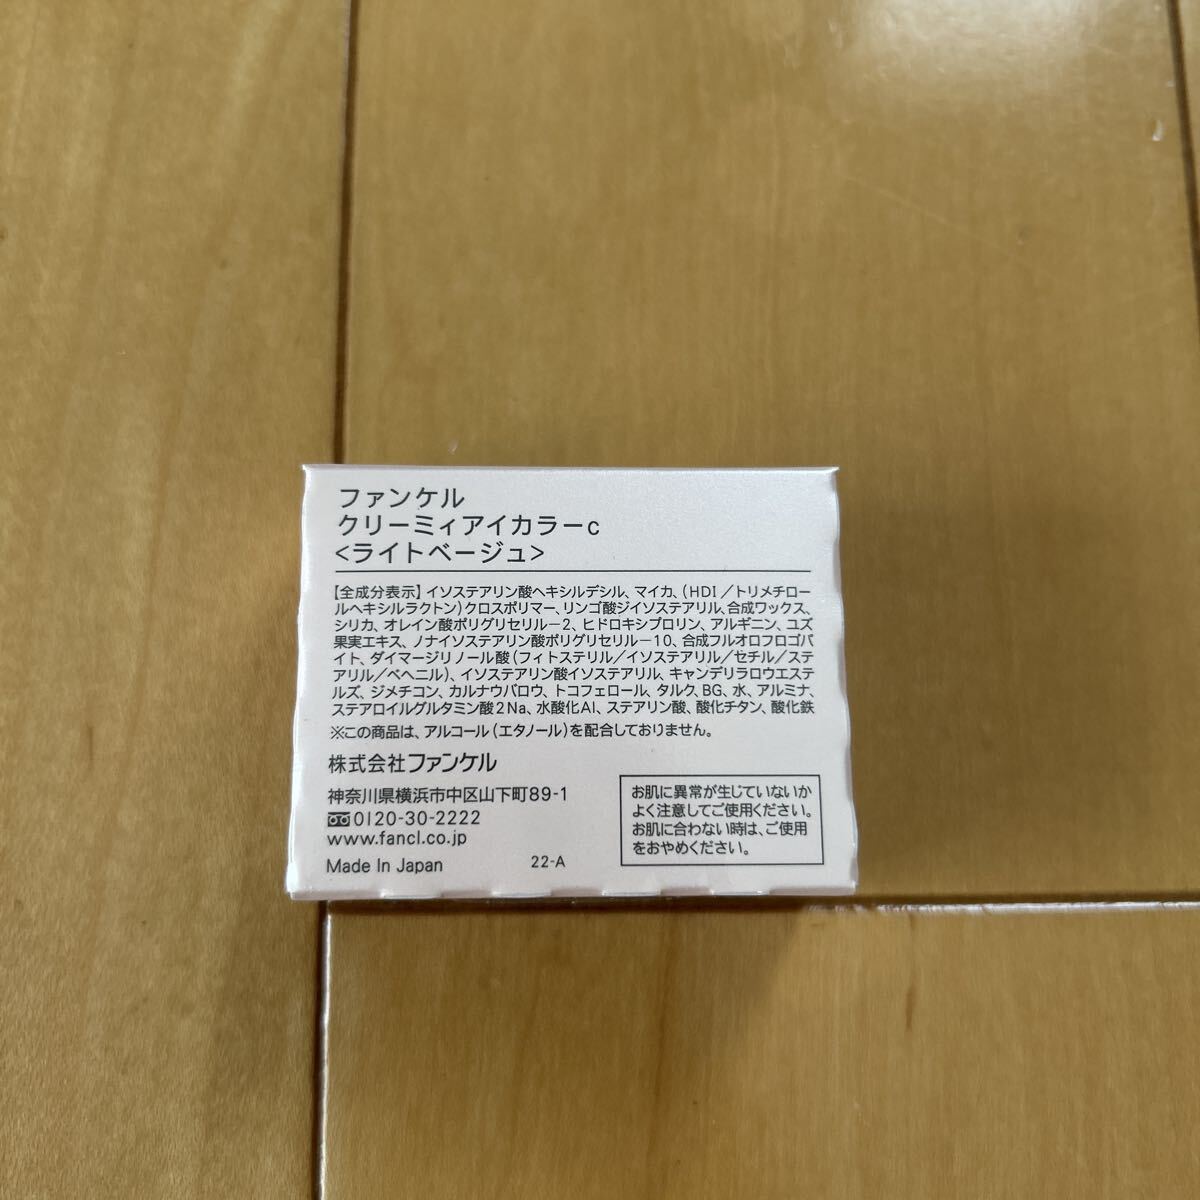 ファンケル
クリーミィアイカラーc
<ライトベージュ>
【全成分表示】イソステアリン酸ヘキシルデシル、マイカ、(HDI／トリメチロー
ルヘキシルラクトン)クロスポリマー、リンゴ酸ジイソステアリル、合成ワックス、
シリカ、オレイン酸ポリグリセリル－2、ヒドロキシプロリン、アルギニン、ユズ
果実エキス、ノナイソステアリン酸ポリグリセリル－10、合成フルオロフロゴパ
イト、ダイマージリノール酸(フィトステリル／イソステアリル／セチル／ステ
アリル／ベヘニル)、イソステアリン酸イソステアリル、キャンデリラロウエステ
ルズ、ジメチコン、カルナウバロウ、トコフェロール、タルク、BG、水、アルミナ、
ステアロイルグルタミン酸2Na、水酸化Al、ステアリン酸、酸化チタン、酸化鉄
※この商品は、アルコール(エタノール)を配合しておりません。
株式会社ファンケル
神奈川県横浜市中区山下町89-1
0120-30-2222
www.fancl.co.jp
Made In Japan 22-A
お肌に異常が生じていないか
よく注意してご使用ください。
お肌に合わない時は、ご使用
をおやめください。